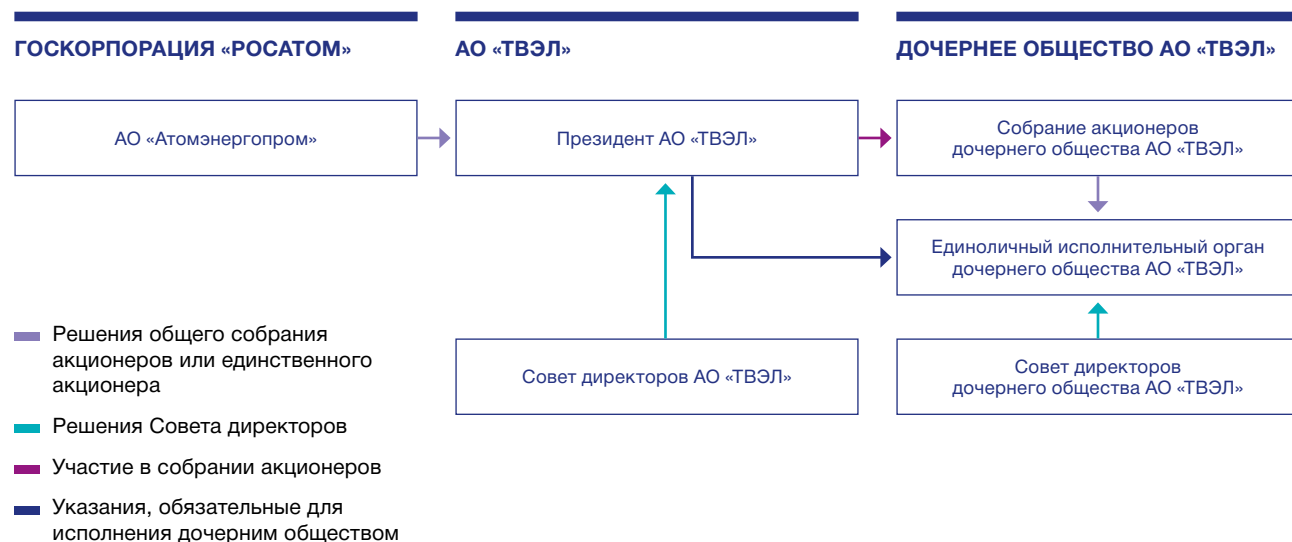 ГОСКОРПОРАЦИЯ «РОСАТОМ»
АО «ТВЭЛ»
ДОЧЕРНЕЕ ОБЩЕСТВО АО «ТВЭЛ»
АО «Атомэнергопром»
Президент АО «ТВЭЛ»
Собрание акционеров
дочернего общества АО «ТВЭЛ»
Единоличный исполнительный орган
дочернего общества АО «ТВЭЛ»
Совет директоров АО «ТВЭЛ»
Совет директоров
дочернего общества АО «ТВЭЛ»
Решения общего собрания
акционеров или единственного
акционера
Решения Совета директоров
Участие в собрании акционеров
Указания, обязательные для
исполнения дочерним обществом